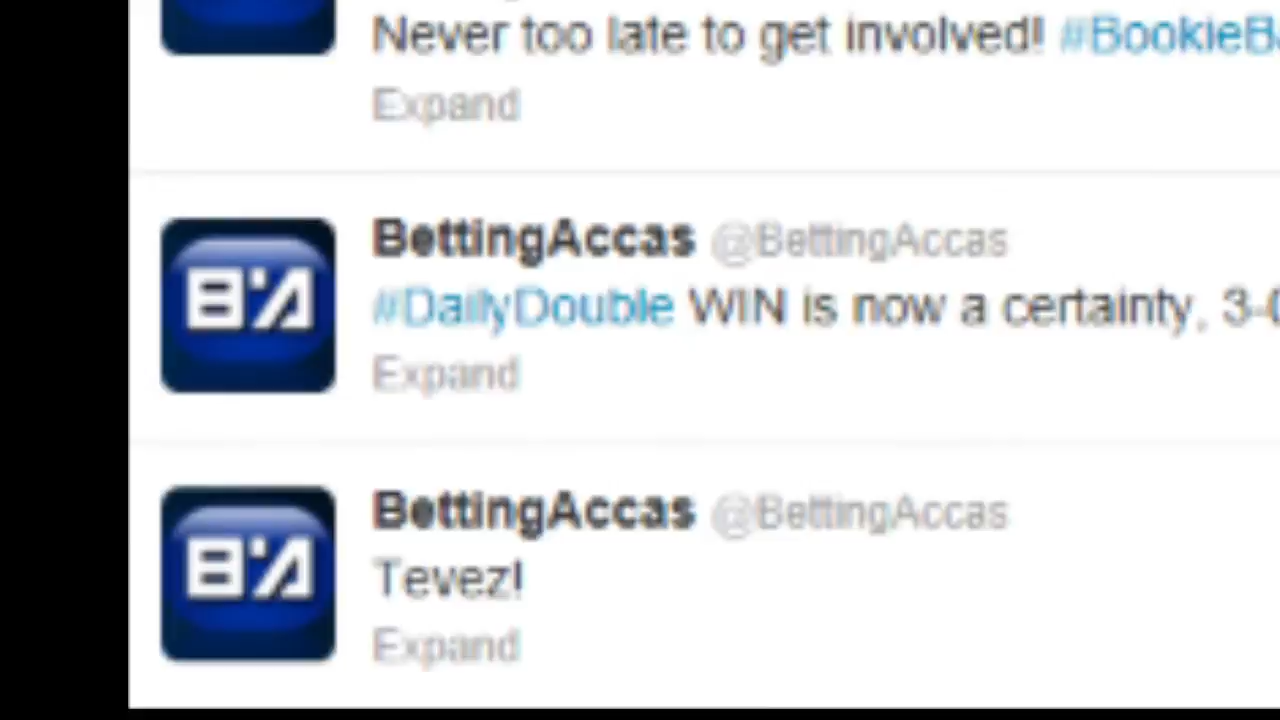 Never too late to get involved! #BookieB
Expand
BettingAccas @BettingAccas
#DailyDouble WIN is now a certainty, 3-0
Expand
BettingAccas @BettingAccas
Tevez!
Expand